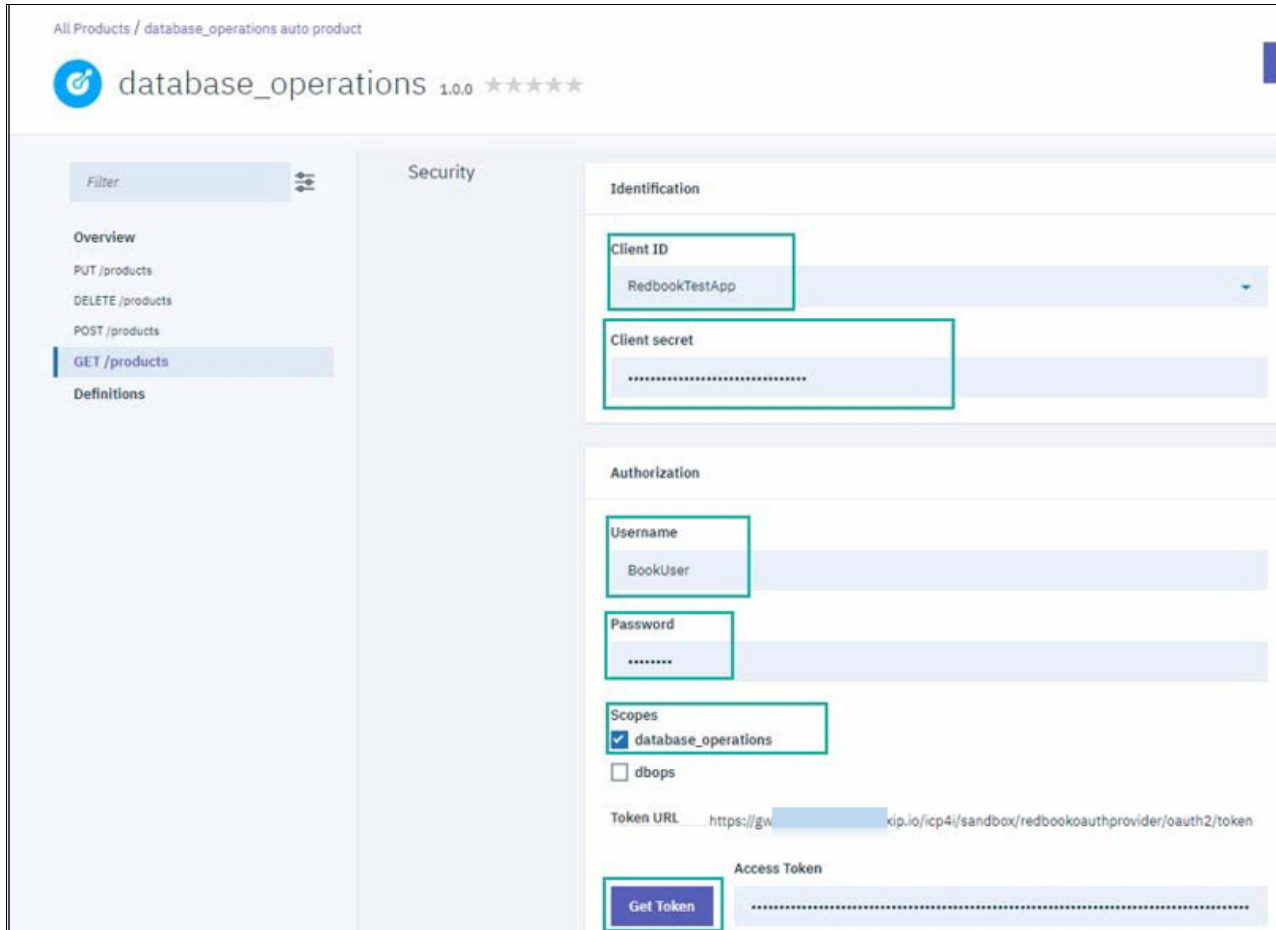 All Products / database_operations auto product
database_operations 1.0.0
Filter
Overview
PUT /products
DELETE /products
POST /products
GET /products
Definitions
Security
Identification
Client ID
RedbookTestApp
Client secret
••••••••••••••••••••••••••••••••
Authorization
Username
BookUser
Password
••••••••
Scopes
database_operations
dbops
Token URL https://gw xip.io/icp4i/sandbox/redbookoauthprovider/oauth2/token
Access Token
Get Token